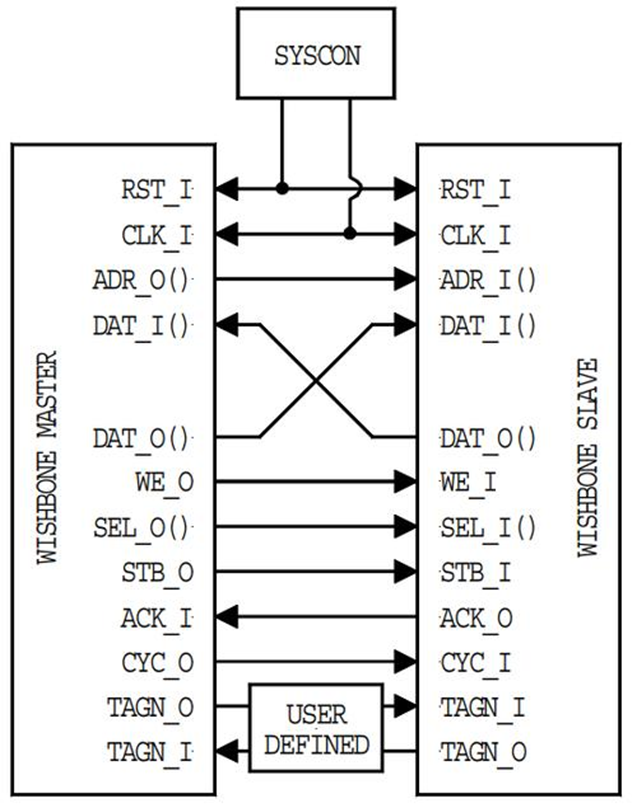 SYSCON
WISHBONE MASTER
RST_I
CLK_I
ADR_O()
DAT_I()
DAT_O()
WE_O
SEL_O()
STB_O
ACK_I
CYC_O
TAGN_O
TAGN_I
USER
DEFINED
RST_I
CLK_I
ADR_I()
DAT_I()
DAT_O()
WE_I
SEL_I()
STB_I
ACK_O
CYC_I
TAGN_I
TAGN_O
WISHBONE SLAVE